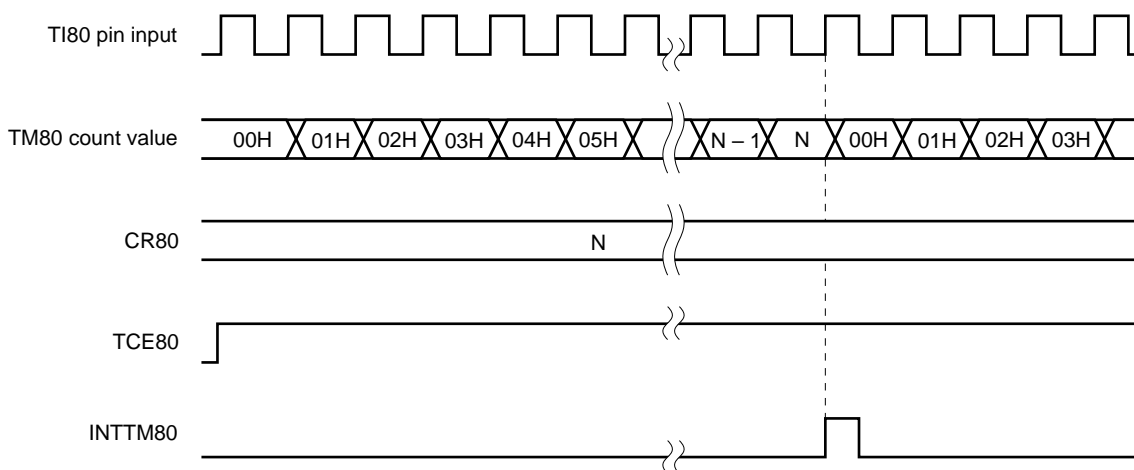 TI80 pin input
TM80 count value 00H 01H 02H 03H 04H 05H N – 1 N 00H 01H 02H 03H
CR80 N
TCE80
INTTM80